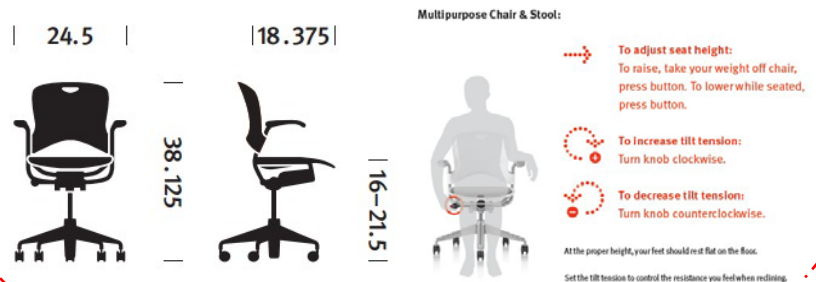 24.5
18.375
38.125
16–21.5
Multipurpose Chair & Stool:
To adjust seat height:
To raise, take your weight off chair,
press button. To lower while seated,
press button.
To increase tilt tension:
Turn knob clockwise.
To decrease tilt tension:
Turn knob counterclockwise.
At the proper height, your feet should rest flat on the floor.
Set the tilt tension to control the resistance you feel when reclining.